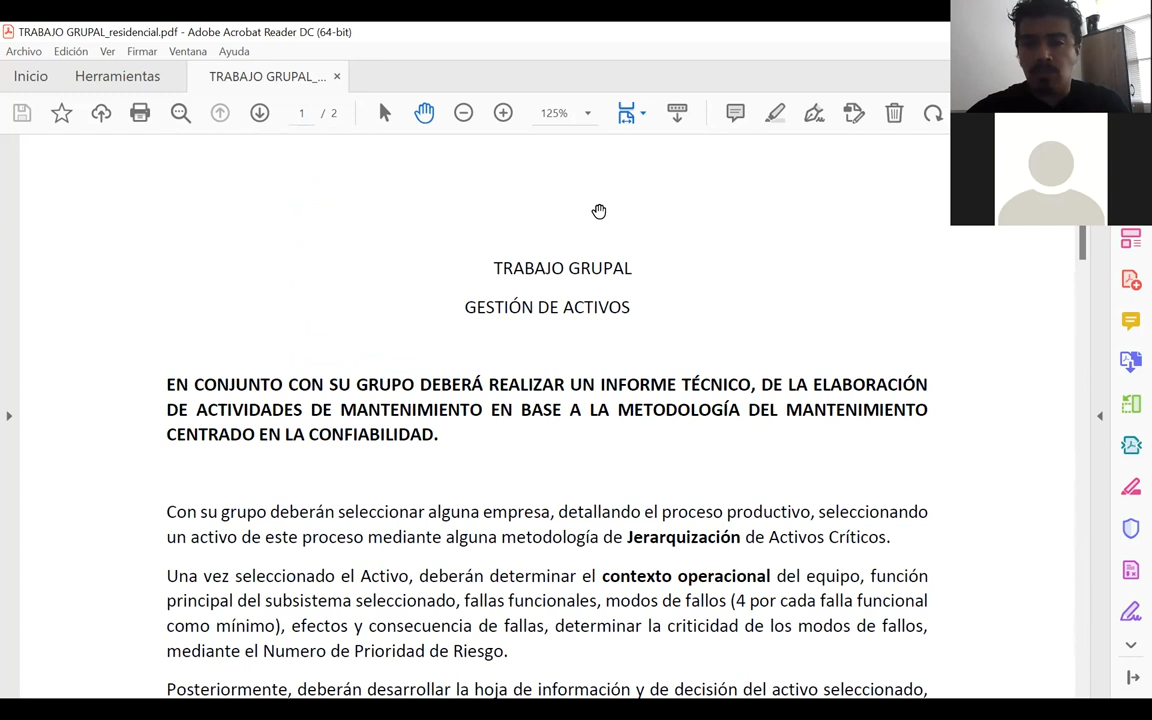 TRABAJO GRUPAL_residencial.pdf - Adobe Acrobat Reader DC (64-bit)
Archivo Edición Ver Firmar Ventana Ayuda
Inicio Herramientas TRABAJO GRUPAL_... ×
1 / 2 125%
TRABAJO GRUPAL
GESTIÓN DE ACTIVOS
EN CONJUNTO CON SU GRUPO DEBERÁ REALIZAR UN INFORME TÉCNICO, DE LA ELABORACIÓN
DE ACTIVIDADES DE MANTENIMIENTO EN BASE A LA METODOLOGÍA DEL MANTENIMIENTO
CENTRADO EN LA CONFIABILIDAD.
Con su grupo deberán seleccionar alguna empresa, detallando el proceso productivo, seleccionando
un activo de este proceso mediante alguna metodología de Jerarquización de Activos Críticos.
Una vez seleccionado el Activo, deberán determinar el contexto operacional del equipo, función
principal del subsistema seleccionado, fallas funcionales, modos de fallos (4 por cada falla funcional
como mínimo), efectos y consecuencia de fallas, determinar la criticidad de los modos de fallos,
mediante el Numero de Prioridad de Riesgo.
Posteriormente, deberán desarrollar la hoja de información y de decisión del activo seleccionado,